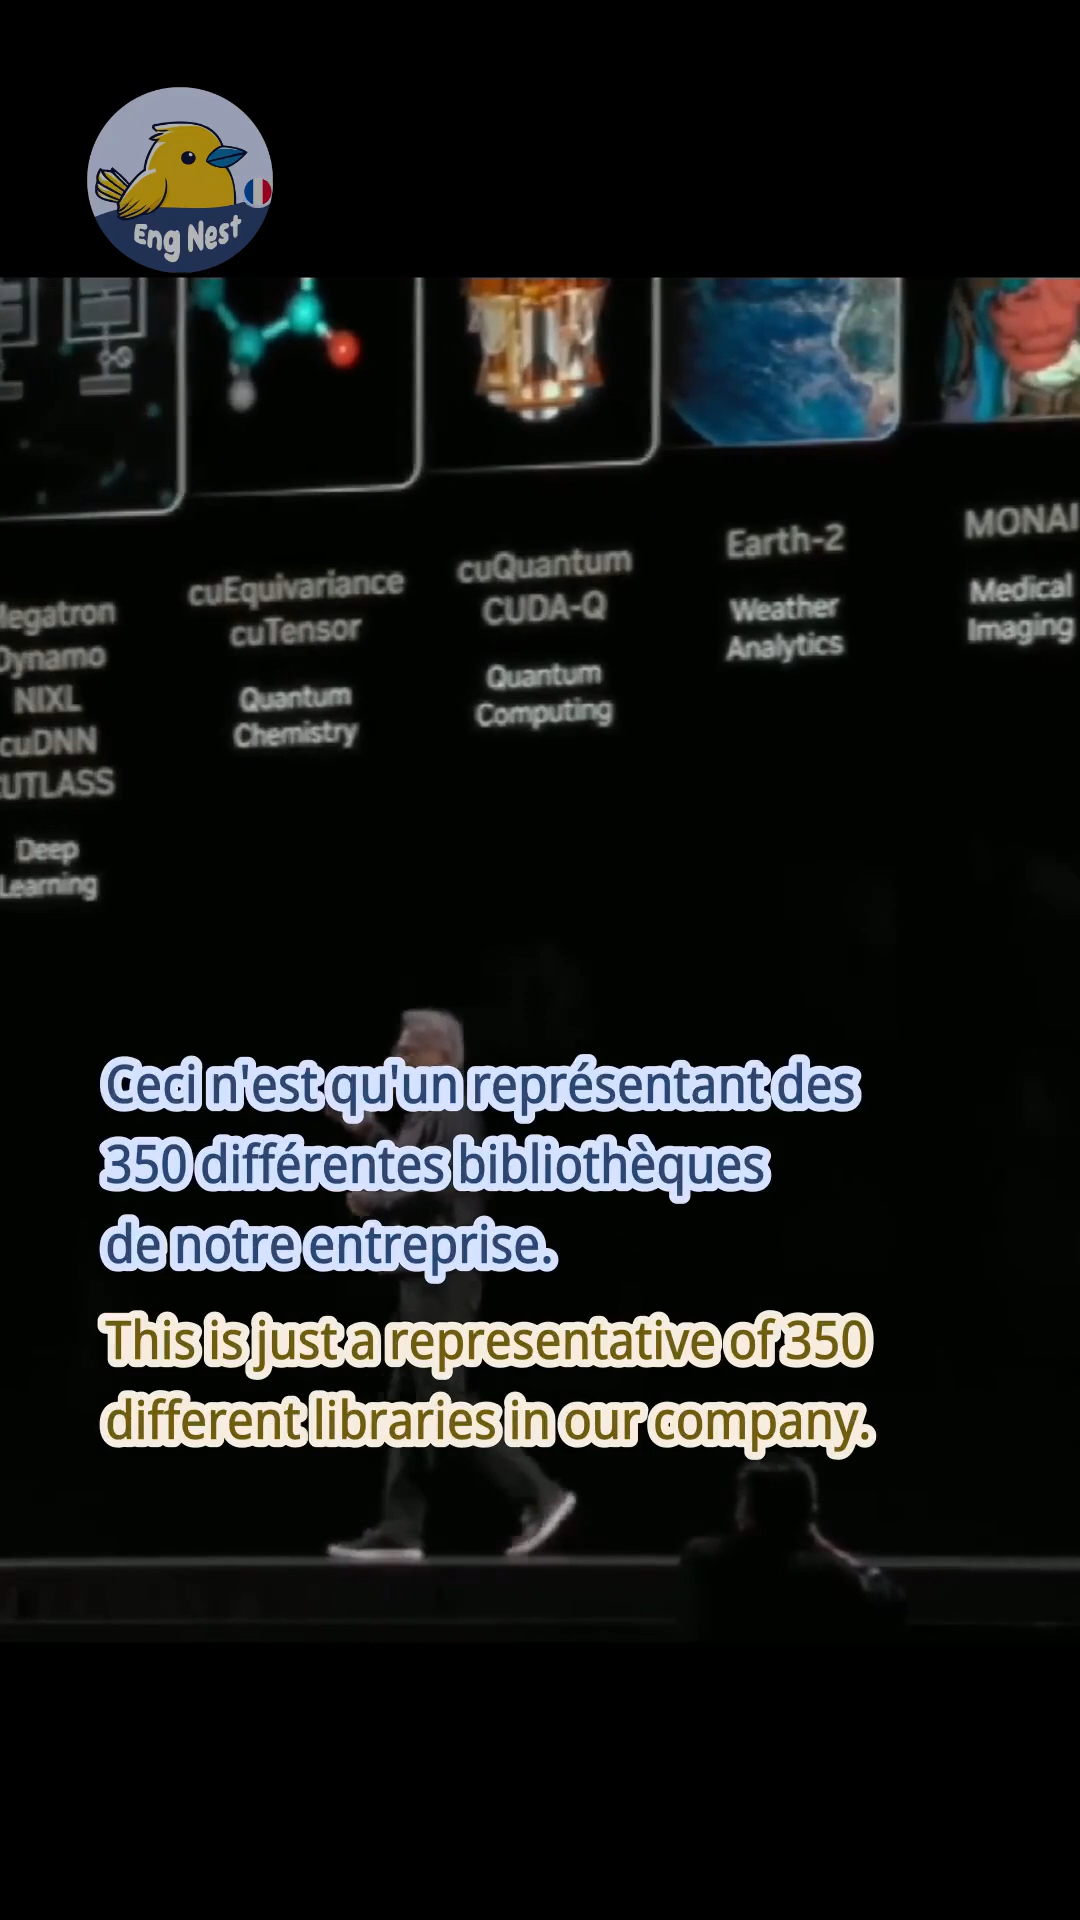 Eng Nest
Megatron
Dynamo
NIXL
cuDNN
CUTLASS
Deep
Learning
cuEquivariance
cuTensor
Quantum
Chemistry
cuQuantum
CUDA-Q
Quantum
Computing
Earth-2
Weather
Analytics
MONAI
Medical
Imaging
Ceci n'est qu'un représentant des
350 différentes bibliothèques
de notre entreprise.
This is just a representative of 350
different libraries in our company.